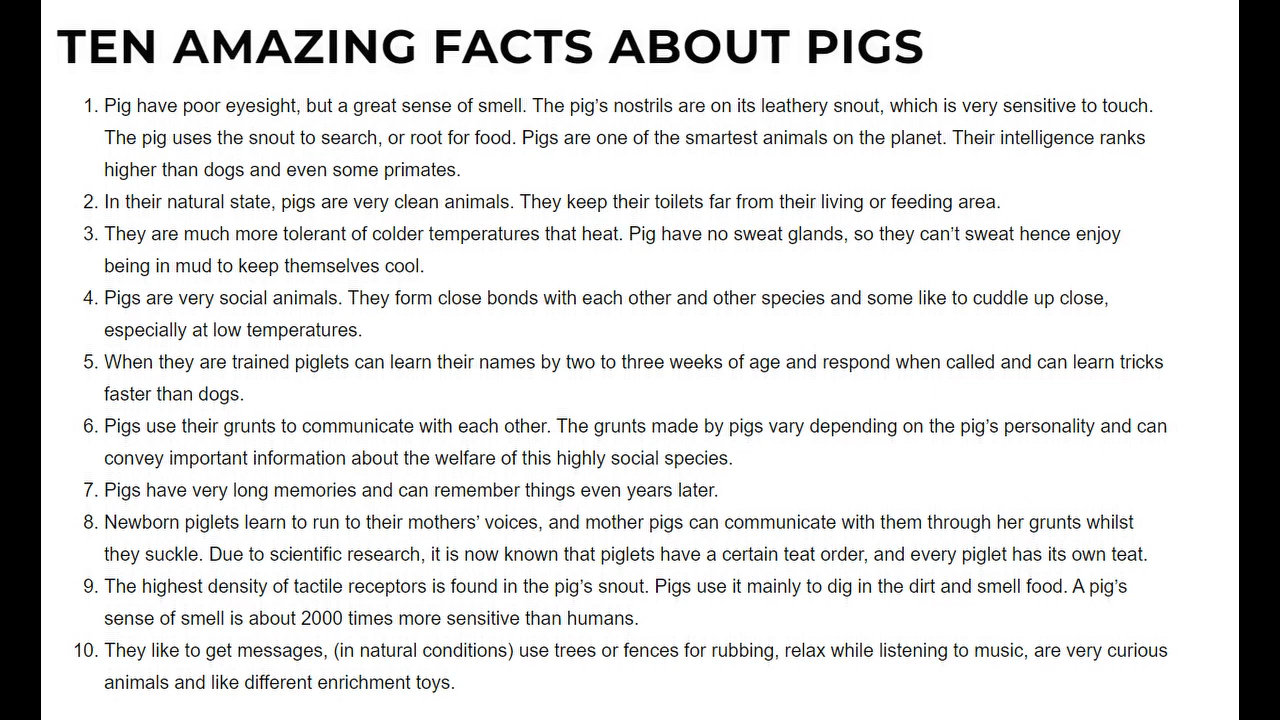 TEN AMAZING FACTS ABOUT PIGS
1. Pig have poor eyesight, but a great sense of smell. The pig’s nostrils are on its leathery snout, which is very sensitive to touch.
The pig uses the snout to search, or root for food. Pigs are one of the smartest animals on the planet. Their intelligence ranks
higher than dogs and even some primates.
2. In their natural state, pigs are very clean animals. They keep their toilets far from their living or feeding area.
3. They are much more tolerant of colder temperatures that heat. Pig have no sweat glands, so they can’t sweat hence enjoy
being in mud to keep themselves cool.
4. Pigs are very social animals. They form close bonds with each other and other species and some like to cuddle up close,
especially at low temperatures.
5. When they are trained piglets can learn their names by two to three weeks of age and respond when called and can learn tricks
faster than dogs.
6. Pigs use their grunts to communicate with each other. The grunts made by pigs vary depending on the pig’s personality and can
convey important information about the welfare of this highly social species.
7. Pigs have very long memories and can remember things even years later.
8. Newborn piglets learn to run to their mothers’ voices, and mother pigs can communicate with them through her grunts whilst
they suckle. Due to scientific research, it is now known that piglets have a certain teat order, and every piglet has its own teat.
9. The highest density of tactile receptors is found in the pig’s snout. Pigs use it mainly to dig in the dirt and smell food. A pig’s
sense of smell is about 2000 times more sensitive than humans.
10. They like to get messages, (in natural conditions) use trees or fences for rubbing, relax while listening to music, are very curious
animals and like different enrichment toys.